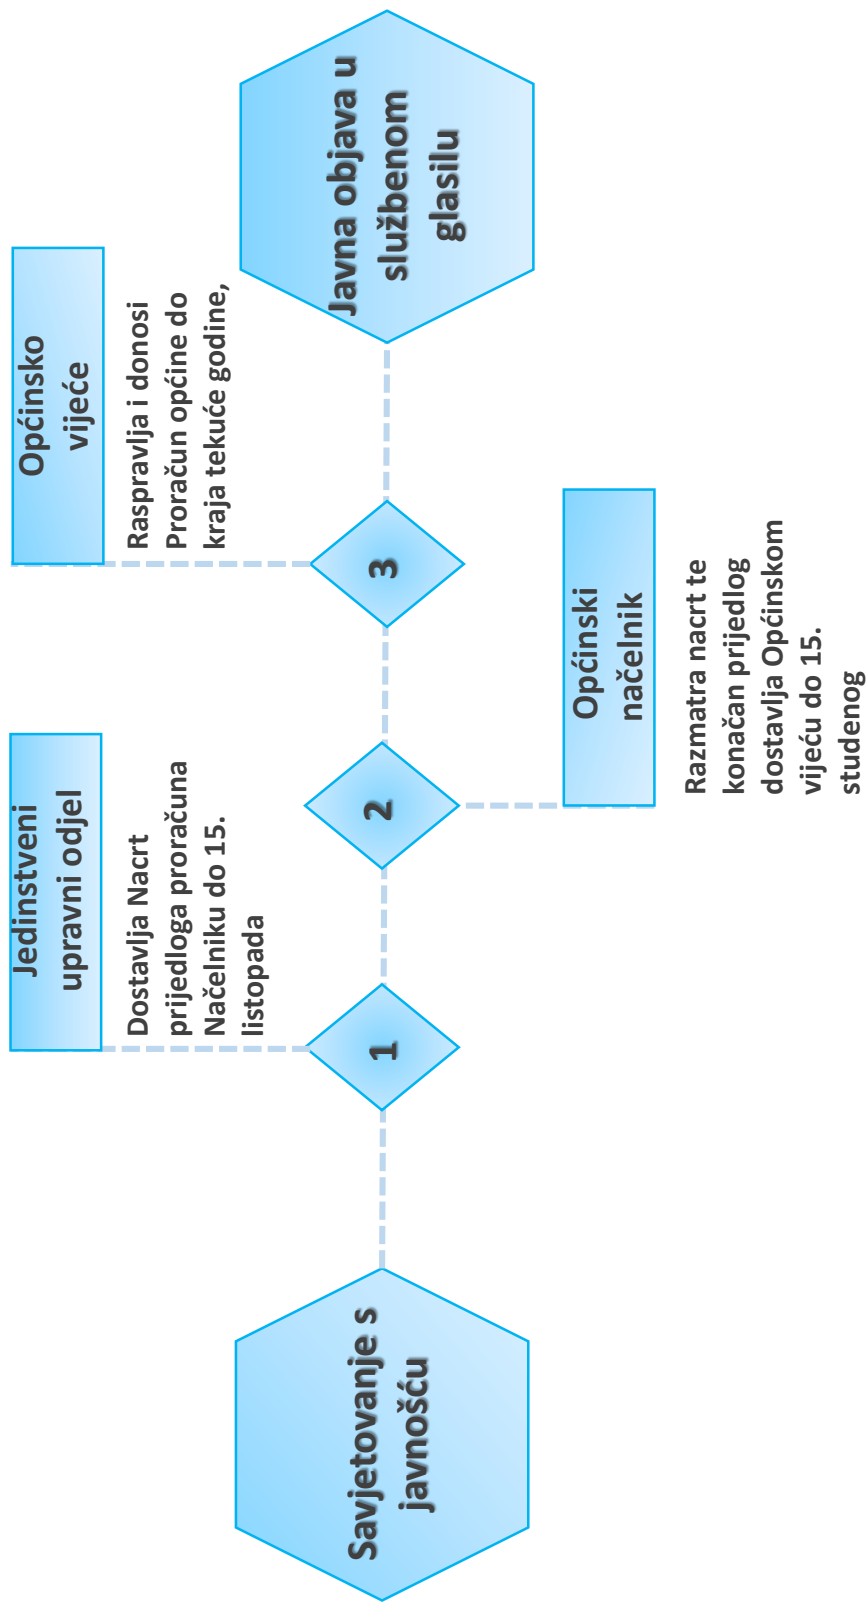 Savjetovanje s
javnošću
1
Jedinstveni
upravni odjel
Dostavlja Nacrt
prijedloga proračuna
Načelniku do 15.
listopada
2
Općinski
načelnik
Razmatra nacrt te
konačan prijedlog
dostavlja Općinskom
vijeću do 15.
studenog
3
Općinsko
vijeće
Raspravlja i donosi
Proračun općine do
kraja tekuće godine,
Javna objava u
službenom
glasilu